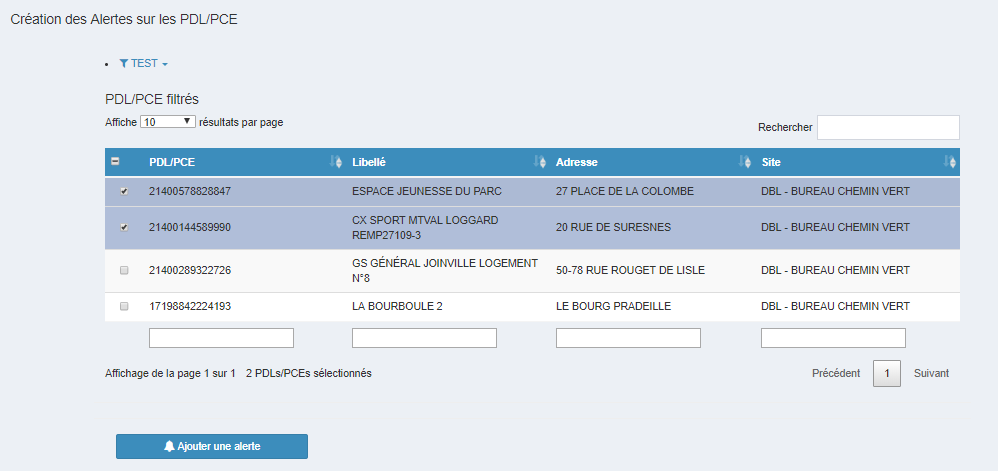 Création des Alertes sur les PDL/PCE
TEST
PDL/PCE filtrés
Affiche 10 résultats par page
Rechercher
PDL/PCE Libellé Adresse Site
21400578828847 ESPACE JEUNESSE DU PARC 27 PLACE DE LA COLOMBE DBL - BUREAU CHEMIN VERT
21400144589990 CX SPORT MTVAL LOGGARD REMP27109-3 20 RUE DE SURESNES DBL - BUREAU CHEMIN VERT
21400289322726 GS GÉNÉRAL JOINVILLE LOGEMENT N°8 50-78 RUE ROUGET DE LISLE DBL - BUREAU CHEMIN VERT
17198842224193 LA BOURBOULE 2 LE BOURG PRADEILLE DBL - BUREAU CHEMIN VERT
Affichage de la page 1 sur 1 2 PDLs/PCEs sélectionnés
Précédent 1 Suivant
Ajouter une alerte